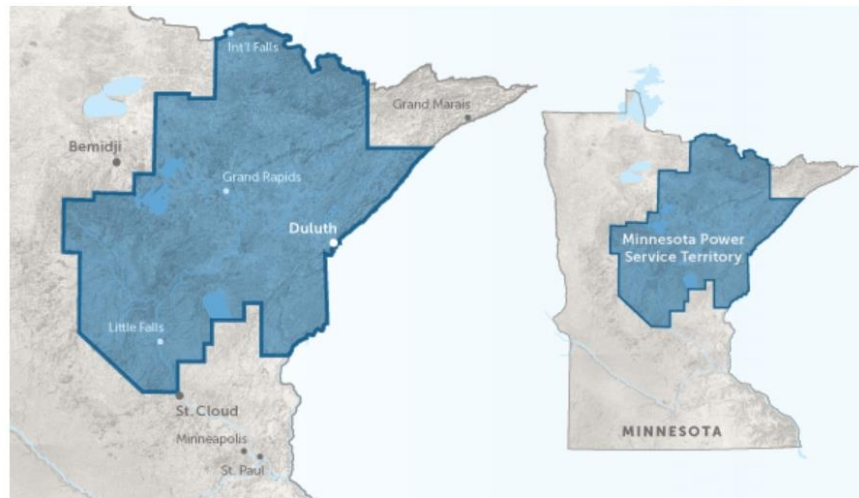 Int'l Falls
Grand Marais
Bemidji
Grand Rapids
Duluth
Little Falls
St. Cloud
Minneapolis
St. Paul
Minnesota Power
Service Territory
MINNESOTA